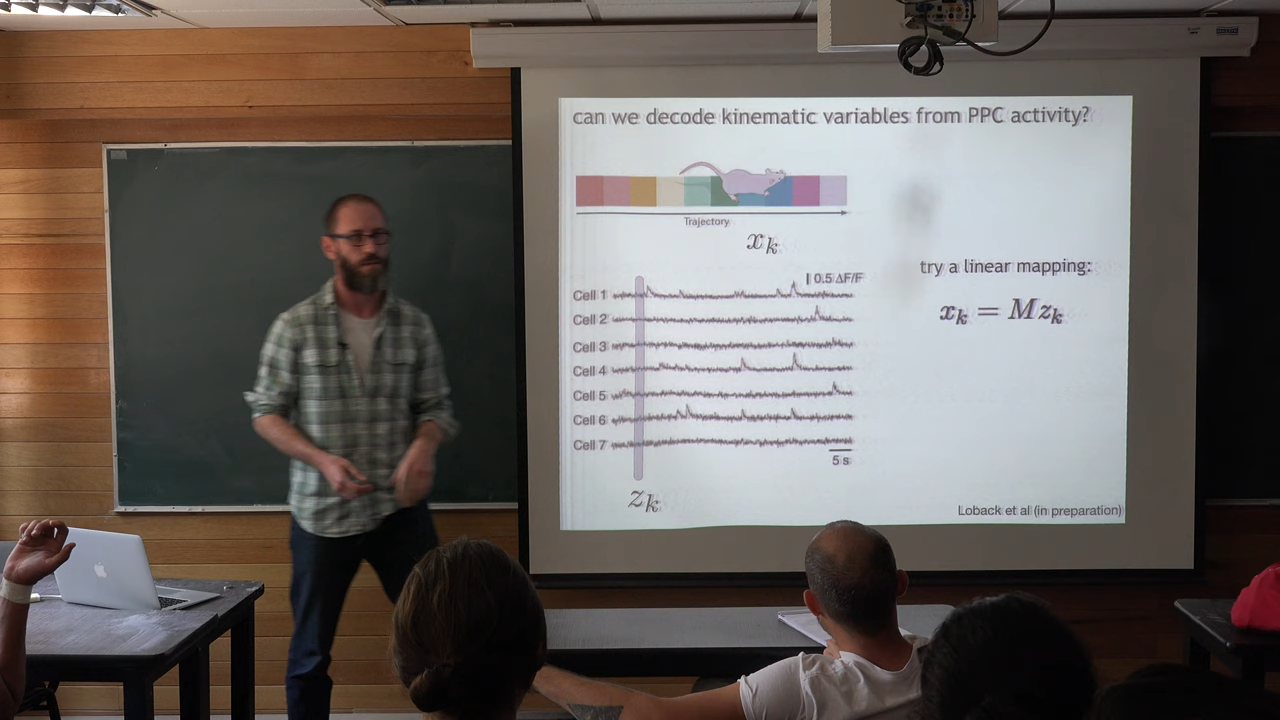 can we decode kinematic variables from PPC activity?
Trajectory
x_k
try a linear mapping:
x_k = M z_k
0.5 ΔF/F
Cell 1
Cell 2
Cell 3
Cell 4
Cell 5
Cell 6
Cell 7
5 s
z_k
Loback et al (in preparation)